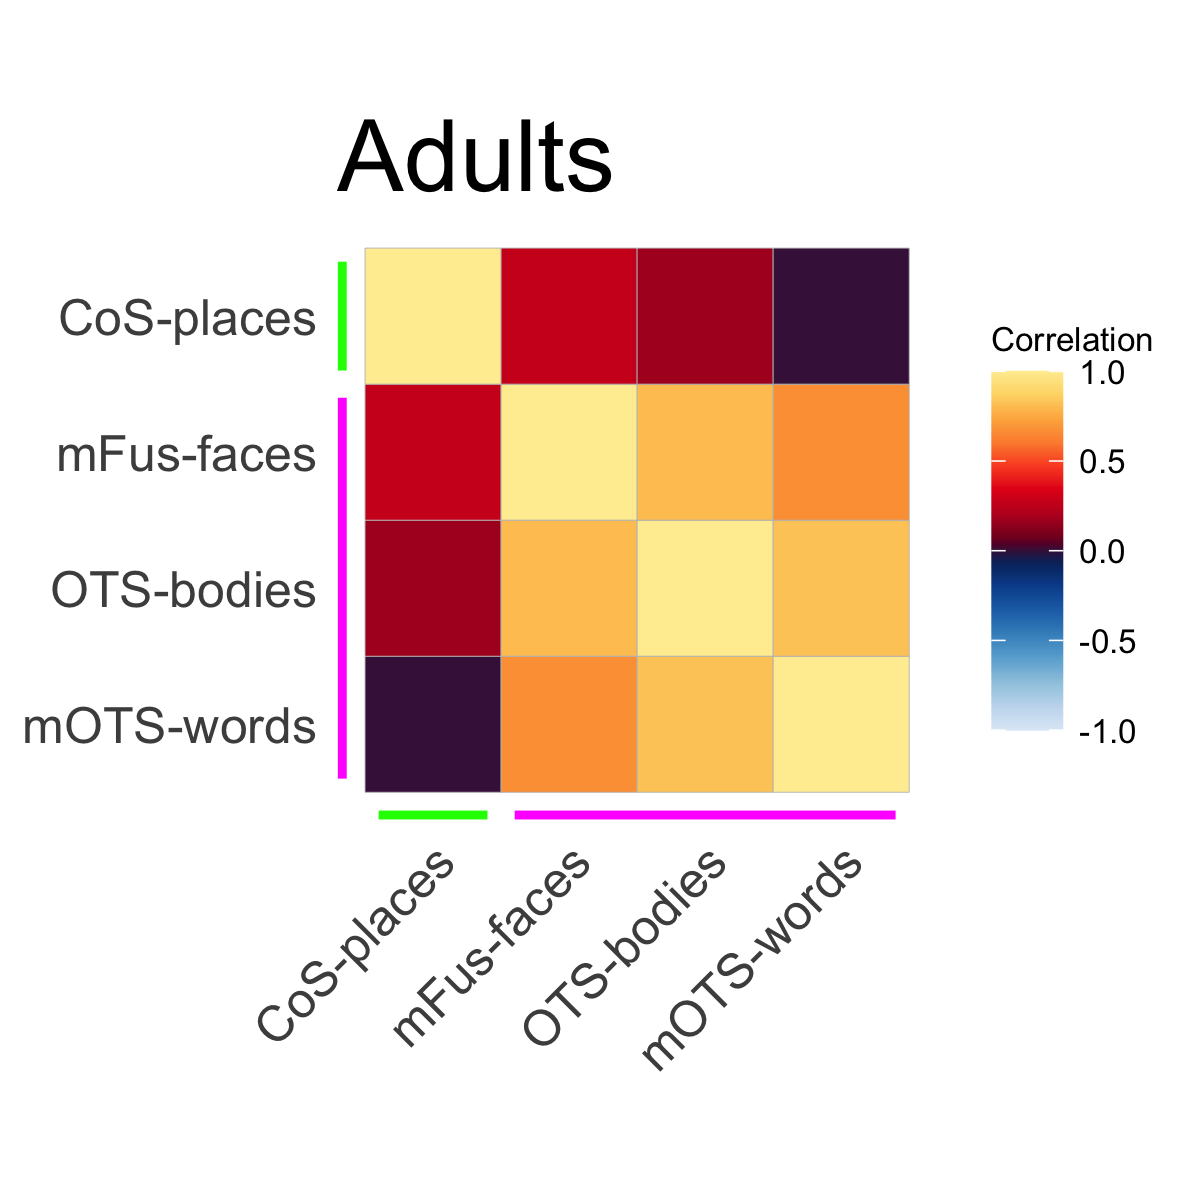 Adults
CoS-places
mFus-faces
OTS-bodies
mOTS-words
CoS-places
mFus-faces
OTS-bodies
mOTS-words
Correlation
1.0
0.5
0.0
-0.5
-1.0